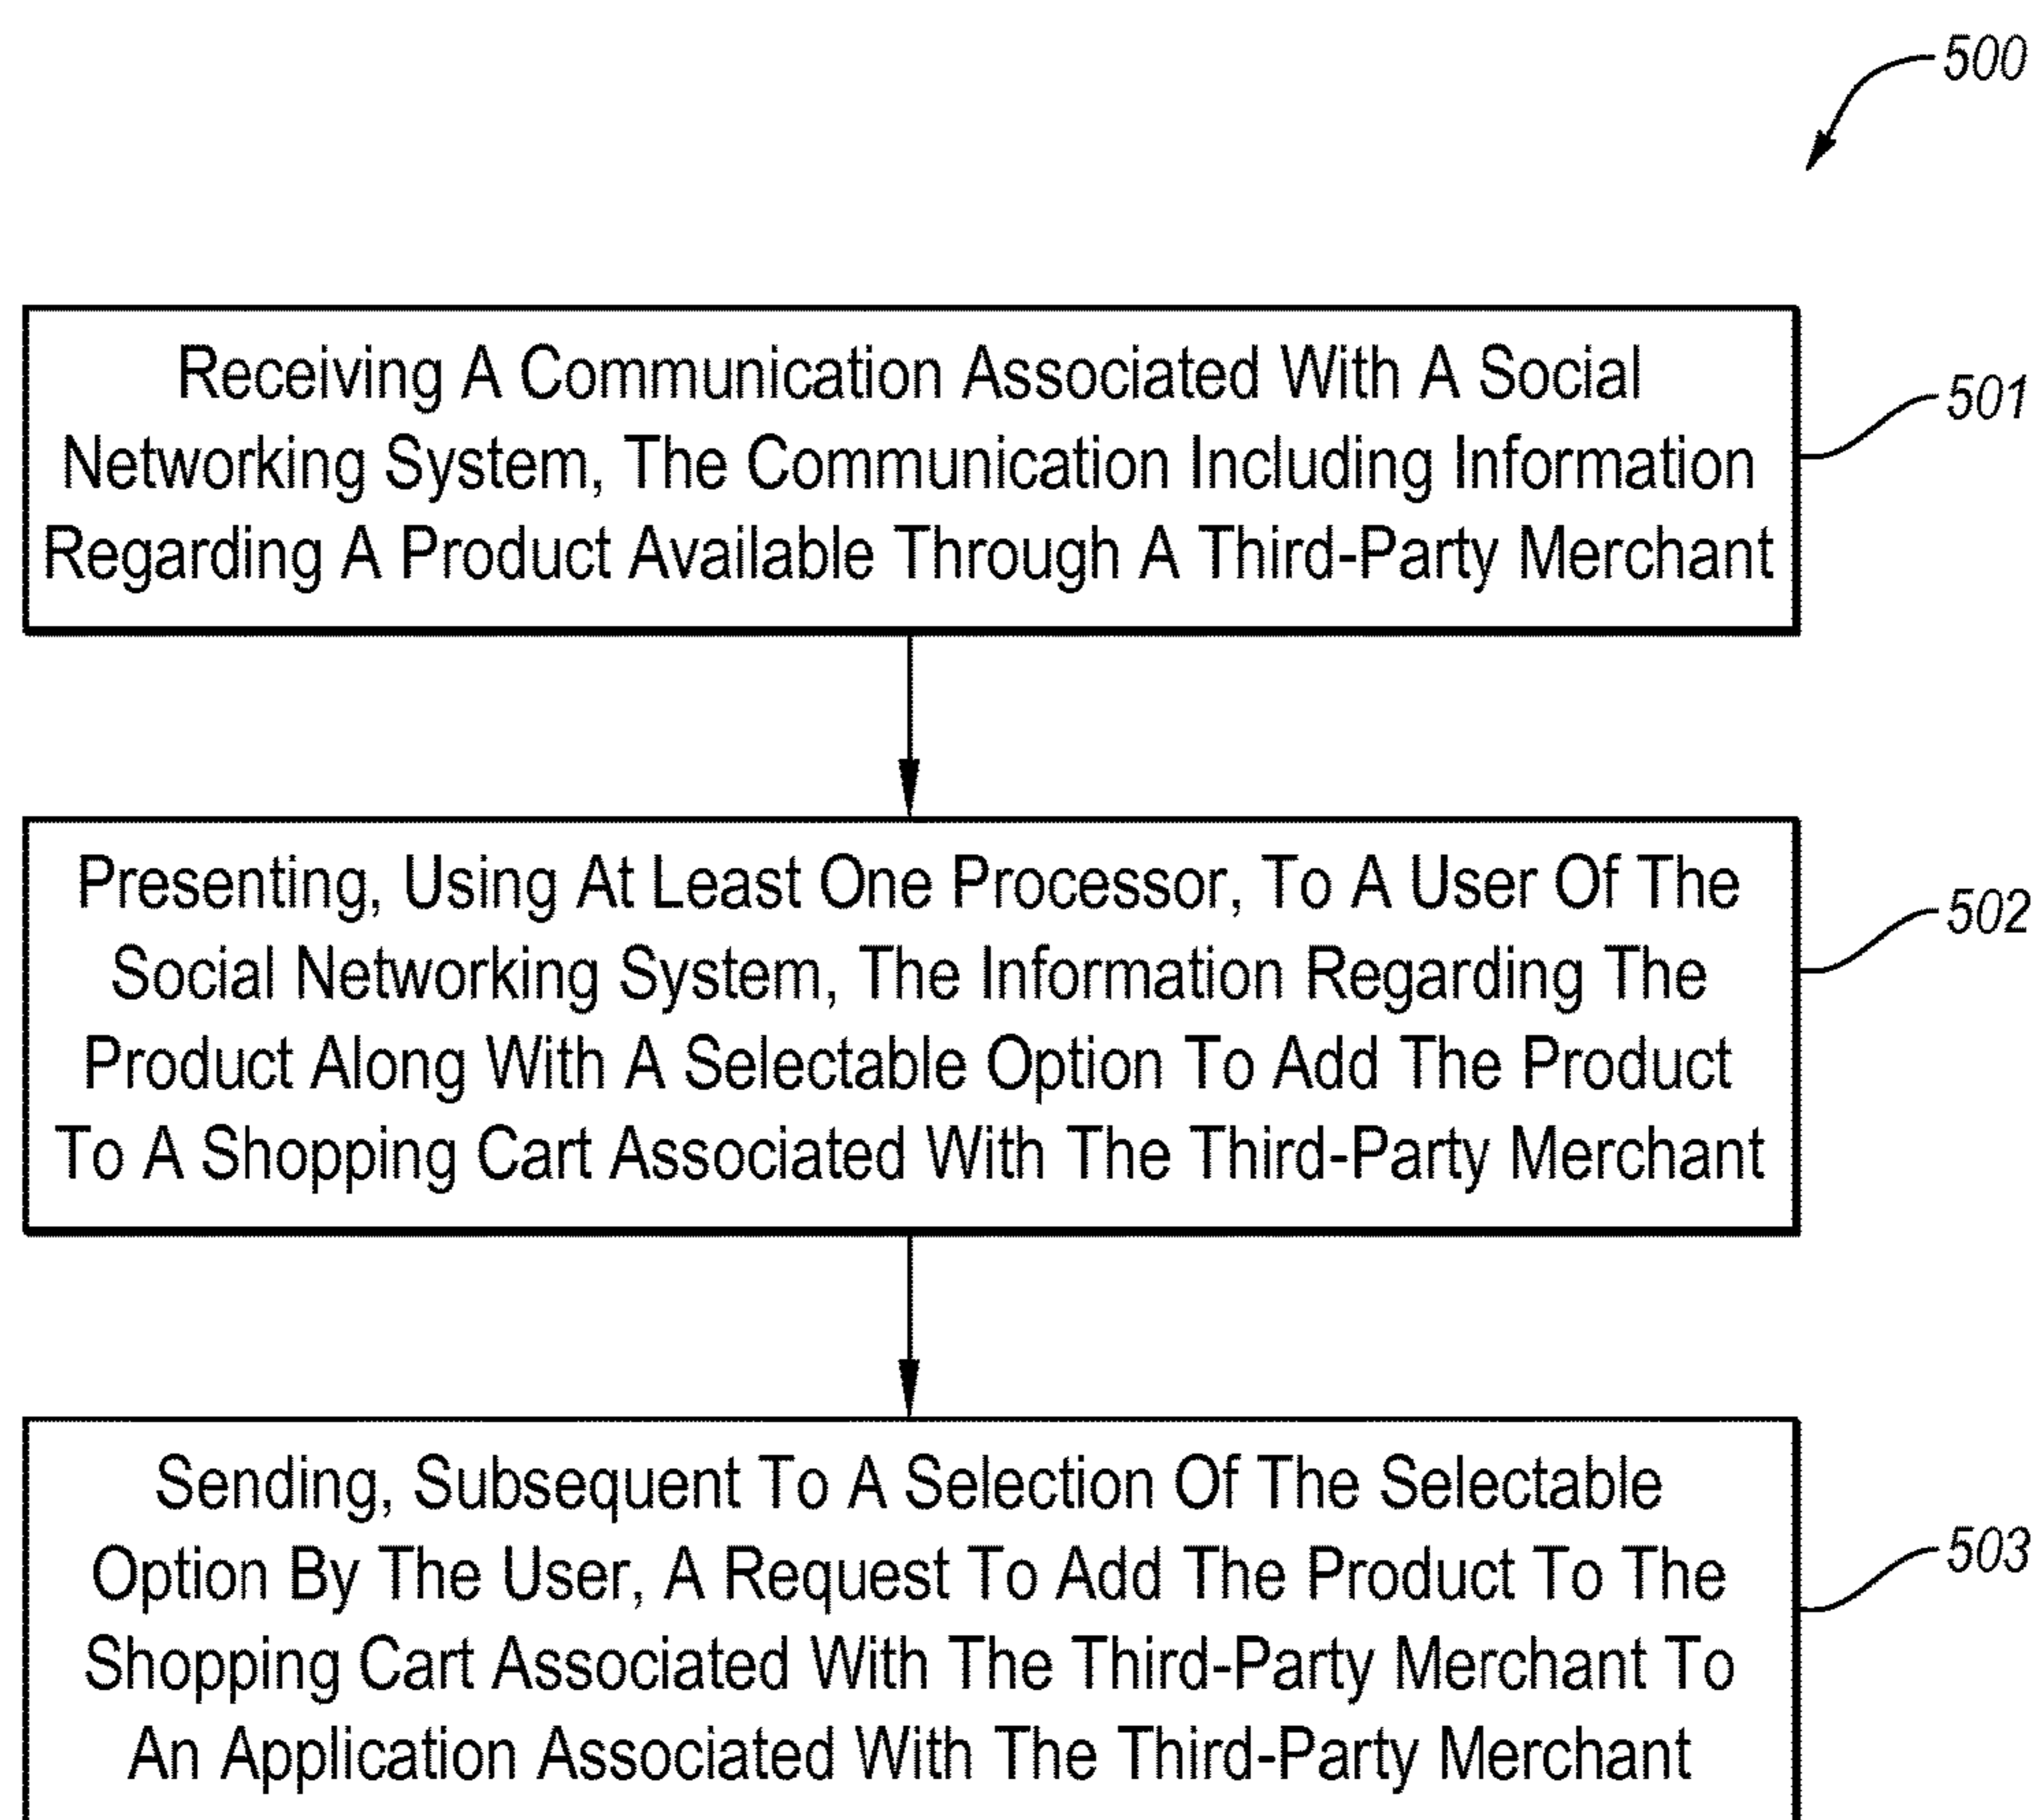 500
Receiving A Communication Associated With A Social
Networking System, The Communication Including Information
Regarding A Product Available Through A Third-Party Merchant
501
Presenting, Using At Least One Processor, To A User Of The
Social Networking System, The Information Regarding The
Product Along With A Selectable Option To Add The Product
To A Shopping Cart Associated With The Third-Party Merchant
502
Sending, Subsequent To A Selection Of The Selectable
Option By The User, A Request To Add The Product To The
Shopping Cart Associated With The Third-Party Merchant To
An Application Associated With The Third-Party Merchant
503